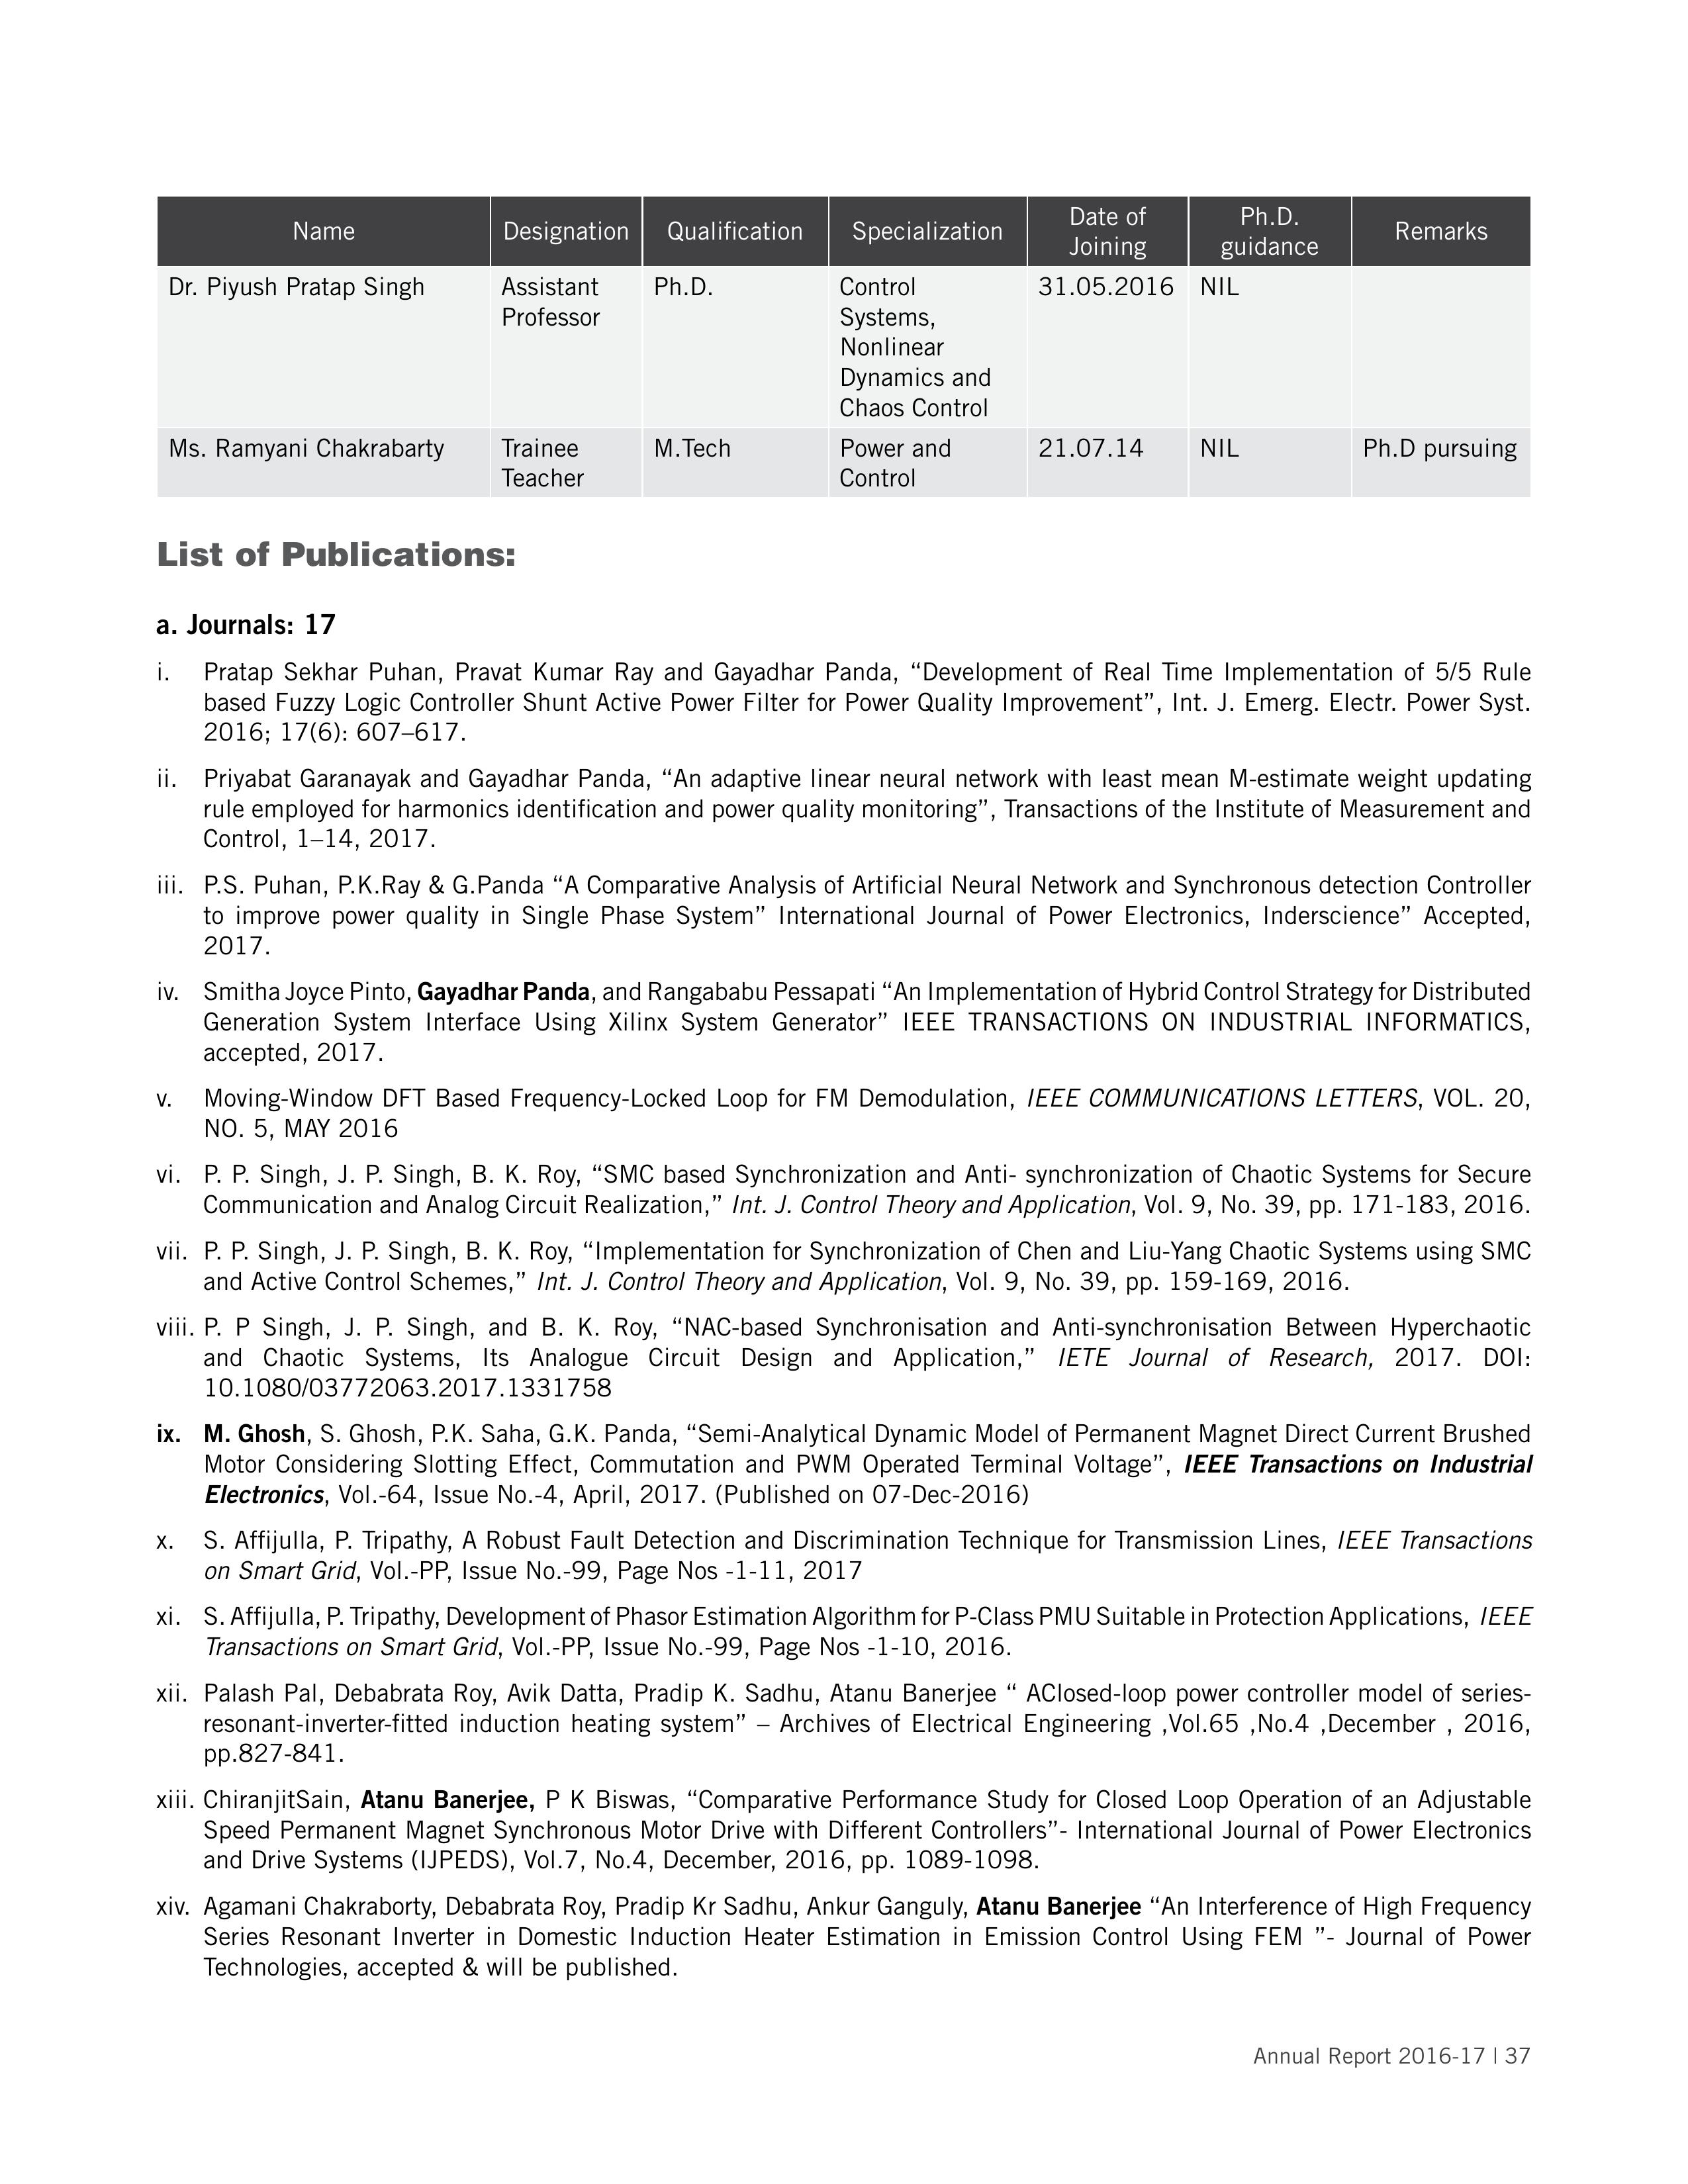 Name Designation Qualification Specialization Date of Joining Ph.D. guidance Remarks
Dr. Piyush Pratap Singh Assistant Professor Ph.D. Control Systems, Nonlinear Dynamics and Chaos Control 31.05.2016 NIL
Ms. Ramyani Chakrabarty Trainee Teacher M.Tech Power and Control 21.07.14 NIL Ph.D pursuing
List of Publications:
a. Journals: 17
i. Pratap Sekhar Puhan, Pravat Kumar Ray and Gayadhar Panda, “Development of Real Time Implementation of 5/5 Rule
based Fuzzy Logic Controller Shunt Active Power Filter for Power Quality Improvement”, Int. J. Emerg. Electr. Power Syst.
2016; 17(6): 607–617.
ii. Priyabat Garanayak and Gayadhar Panda, “An adaptive linear neural network with least mean M-estimate weight updating
rule employed for harmonics identification and power quality monitoring”, Transactions of the Institute of Measurement and
Control, 1–14, 2017.
iii. P.S. Puhan, P.K.Ray & G.Panda “A Comparative Analysis of Artificial Neural Network and Synchronous detection Controller
to improve power quality in Single Phase System” International Journal of Power Electronics, Inderscience” Accepted,
2017.
iv. Smitha Joyce Pinto, Gayadhar Panda, and Rangababu Pessapati “An Implementation of Hybrid Control Strategy for Distributed
Generation System Interface Using Xilinx System Generator” IEEE TRANSACTIONS ON INDUSTRIAL INFORMATICS,
accepted, 2017.
v. Moving-Window DFT Based Frequency-Locked Loop for FM Demodulation, IEEE COMMUNICATIONS LETTERS, VOL. 20,
NO. 5, MAY 2016
vi. P. P. Singh, J. P. Singh, B. K. Roy, “SMC based Synchronization and Anti- synchronization of Chaotic Systems for Secure
Communication and Analog Circuit Realization,” Int. J. Control Theory and Application, Vol. 9, No. 39, pp. 171-183, 2016.
vii. P. P. Singh, J. P. Singh, B. K. Roy, “Implementation for Synchronization of Chen and Liu-Yang Chaotic Systems using SMC
and Active Control Schemes,” Int. J. Control Theory and Application, Vol. 9, No. 39, pp. 159-169, 2016.
viii. P. P Singh, J. P. Singh, and B. K. Roy, “NAC-based Synchronisation and Anti-synchronisation Between Hyperchaotic
and Chaotic Systems, Its Analogue Circuit Design and Application,” IETE Journal of Research, 2017. DOI:
10.1080/03772063.2017.1331758
ix. M. Ghosh, S. Ghosh, P.K. Saha, G.K. Panda, “Semi-Analytical Dynamic Model of Permanent Magnet Direct Current Brushed
Motor Considering Slotting Effect, Commutation and PWM Operated Terminal Voltage”, IEEE Transactions on Industrial
Electronics, Vol.-64, Issue No.-4, April, 2017. (Published on 07-Dec-2016)
x. S. Affijulla, P. Tripathy, A Robust Fault Detection and Discrimination Technique for Transmission Lines, IEEE Transactions
on Smart Grid, Vol.-PP, Issue No.-99, Page Nos -1-11, 2017
xi. S. Affijulla, P. Tripathy, Development of Phasor Estimation Algorithm for P-Class PMU Suitable in Protection Applications, IEEE
Transactions on Smart Grid, Vol.-PP, Issue No.-99, Page Nos -1-10, 2016.
xii. Palash Pal, Debabrata Roy, Avik Datta, Pradip K. Sadhu, Atanu Banerjee “ AClosed-loop power controller model of series-
resonant-inverter-fitted induction heating system” – Archives of Electrical Engineering ,Vol.65 ,No.4 ,December , 2016,
pp.827-841.
xiii. ChiranjitSain, Atanu Banerjee, P K Biswas, “Comparative Performance Study for Closed Loop Operation of an Adjustable
Speed Permanent Magnet Synchronous Motor Drive with Different Controllers”- International Journal of Power Electronics
and Drive Systems (IJPEDS), Vol.7, No.4, December, 2016, pp. 1089-1098.
xiv. Agamani Chakraborty, Debabrata Roy, Pradip Kr Sadhu, Ankur Ganguly, Atanu Banerjee “An Interference of High Frequency
Series Resonant Inverter in Domestic Induction Heater Estimation in Emission Control Using FEM ”- Journal of Power
Technologies, accepted & will be published.
Annual Report 2016-17 | 37